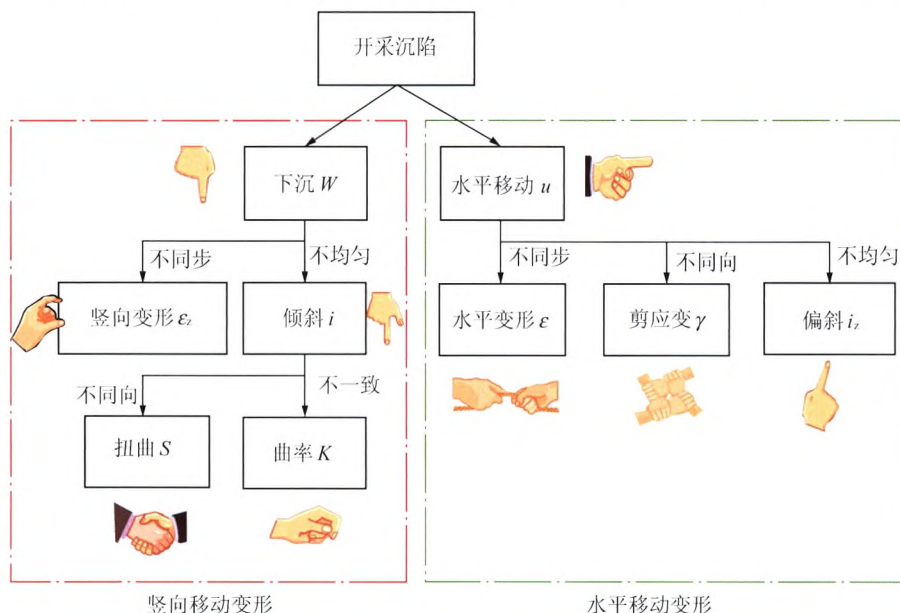 开采沉陷
下沉 W
水平移动 u
不同步
不均匀
不同步
不同向
不均匀
竖向变形 εz
倾斜 i
水平变形 ε
剪应变 γ
偏斜 iz
不同向
不一致
扭曲 S
曲率 K
竖向移动变形
水平移动变形